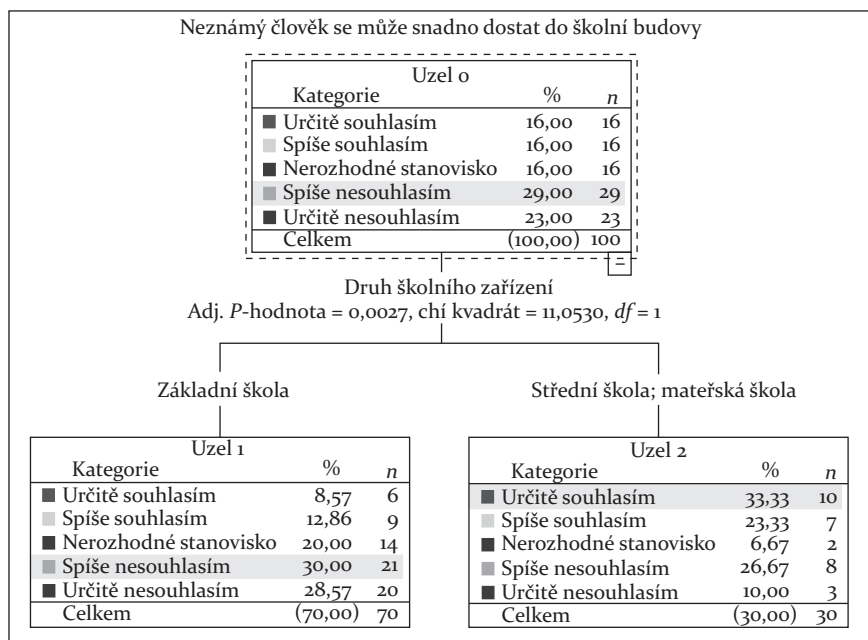 Neznámý člověk se může snadno dostat do školní budovy
Uzel 0
Kategorie % n
Určitě souhlasím 16,00 16
Spíše souhlasím 16,00 16
Nerozhodné stanovisko 16,00 16
Spíše nesouhlasím 29,00 29
Určitě nesouhlasím 23,00 23
Celkem (100,00) 100
–
Druh školního zařízení
Adj. P-hodnota = 0,0027, chí kvadrát = 11,0530, df = 1
Základní škola
Uzel 1
Kategorie % n
Určitě souhlasím 8,57 6
Spíše souhlasím 12,86 9
Nerozhodné stanovisko 20,00 14
Spíše nesouhlasím 30,00 21
Určitě nesouhlasím 28,57 20
Celkem (70,00) 70
Střední škola; mateřská škola
Uzel 2
Kategorie % n
Určitě souhlasím 33,33 10
Spíše souhlasím 23,33 7
Nerozhodné stanovisko 6,67 2
Spíše nesouhlasím 26,67 8
Určitě nesouhlasím 10,00 3
Celkem (30,00) 30